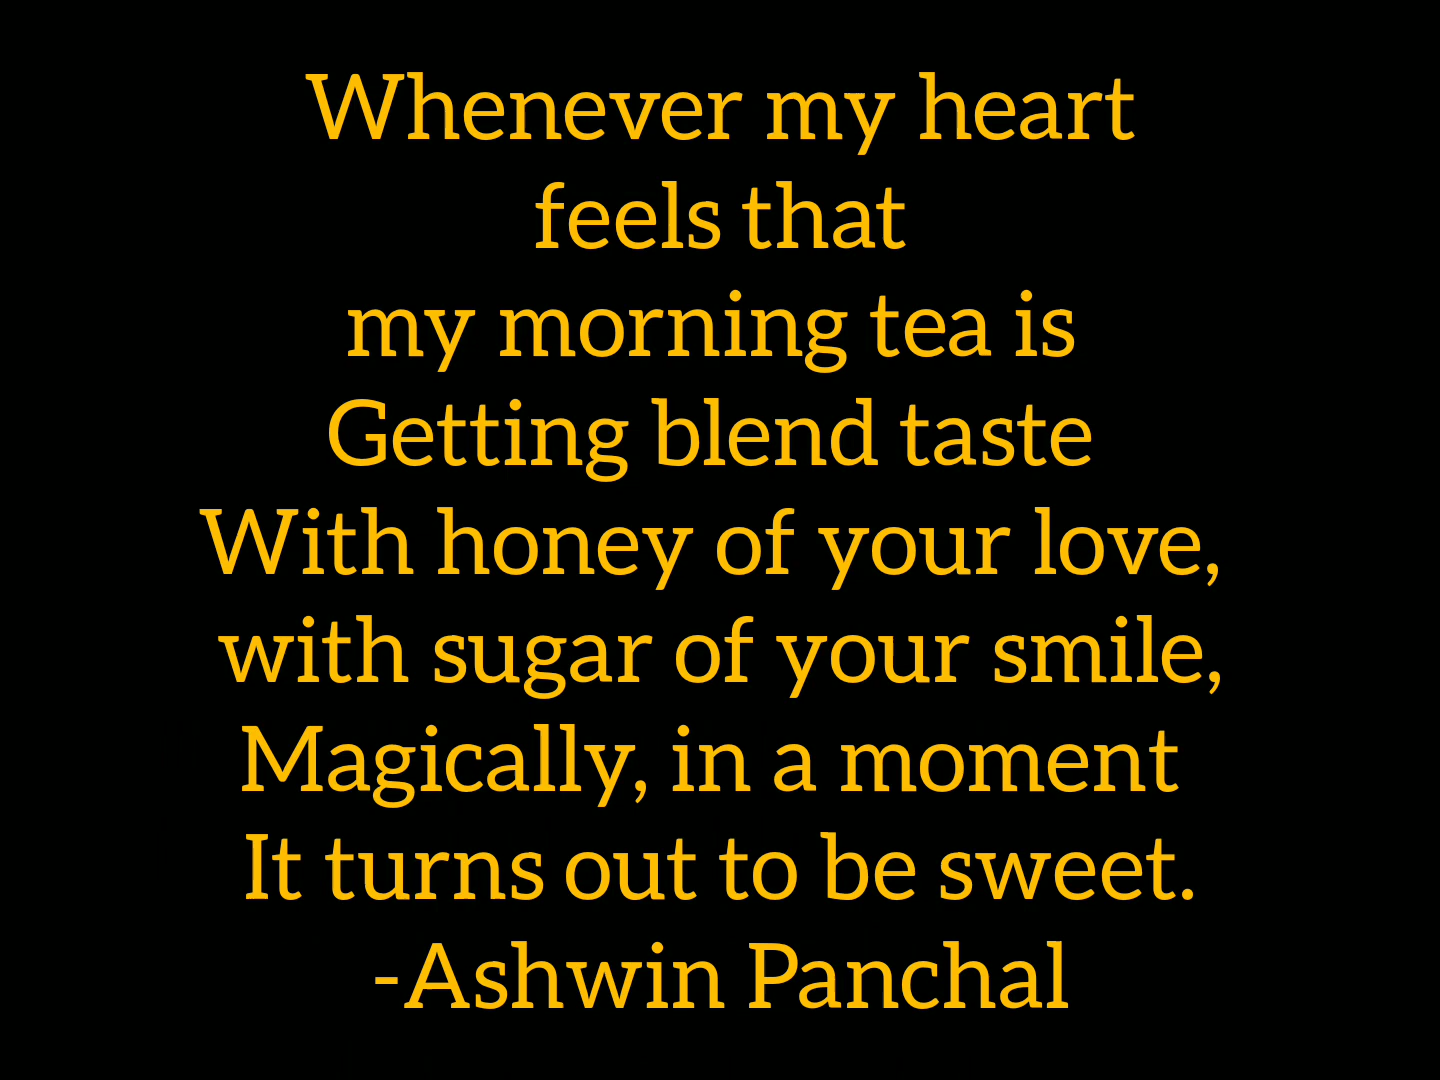 Whenever my heart
feels that
my morning tea is
Getting blend taste
With honey of your love,
with sugar of your smile,
Magically, in a moment
It turns out to be sweet.
-Ashwin Panchal